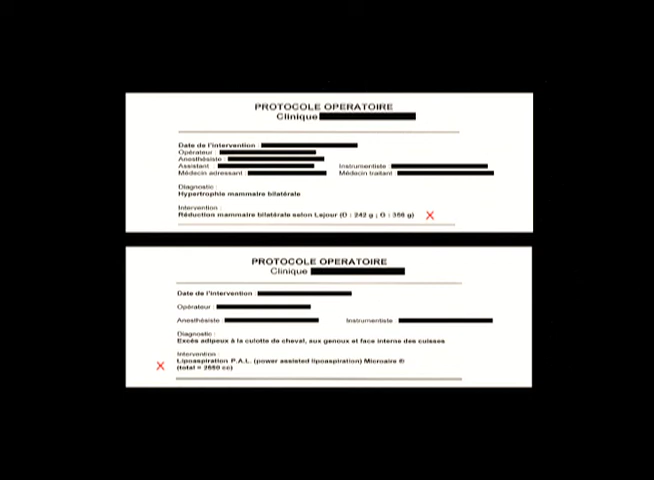 PROTOCOLE OPERATOIRE
Clinique
Date de l'intervention :
Opérateur :
Anesthésiste :
Assistant : Instrumentiste :
Médecin adressant : Médecin traitant :
Diagnostic :
Hypertrophie mammaire bilatérale
Intervention :
Réduction mammaire bilatérale selon Lejour (D : 242 g ; G : 356 g)
PROTOCOLE OPERATOIRE
Clinique
Date de l'intervention :
Opérateur :
Anesthésiste : Instrumentiste :
Diagnostic :
Excès adipeux à la culotte de cheval, aux genoux et face interne des cuisses
Intervention :
Lipoaspiration P.A.L. (power assisted lipoaspiration) Microaire ©
(total = 2650 cc)